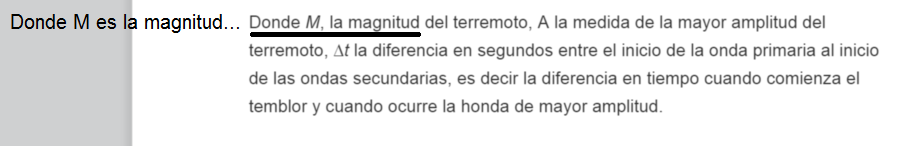 Donde M es la magnitud...
Donde M, la magnitud del terremoto, A la medida de la mayor amplitud del
terremoto, Δt la diferencia en segundos entre el inicio de la onda primaria al inicio
de las ondas secundarias, es decir la diferencia en tiempo cuando comienza el
temblor y cuando ocurre la honda de mayor amplitud.